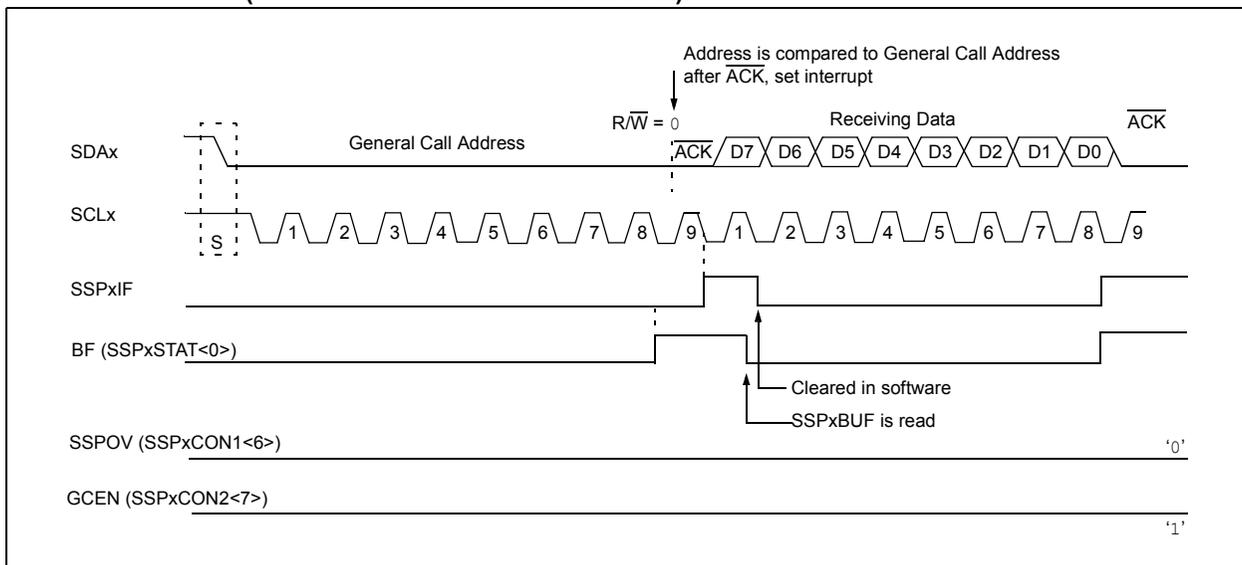 Address is compared to General Call Address
after ACK, set interrupt
R/W = 0
Receiving Data
ACK
General Call Address
SDAx
ACK D7 D6 D5 D4 D3 D2 D1 D0
SCLx
S
1 2 3 4 5 6 7 8 9 1 2 3 4 5 6 7 8 9
SSPxIF
BF (SSPxSTAT<0>)
Cleared in software
SSPxBUF is read
SSPOV (SSPxCON1<6>)
‘0’
GCEN (SSPxCON2<7>)
‘1’